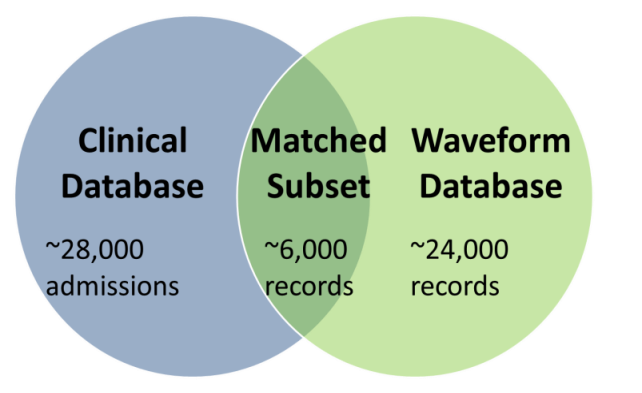 Clinical
Database
~28,000
admissions
Matched
Subset
~6,000
records
Waveform
Database
~24,000
records